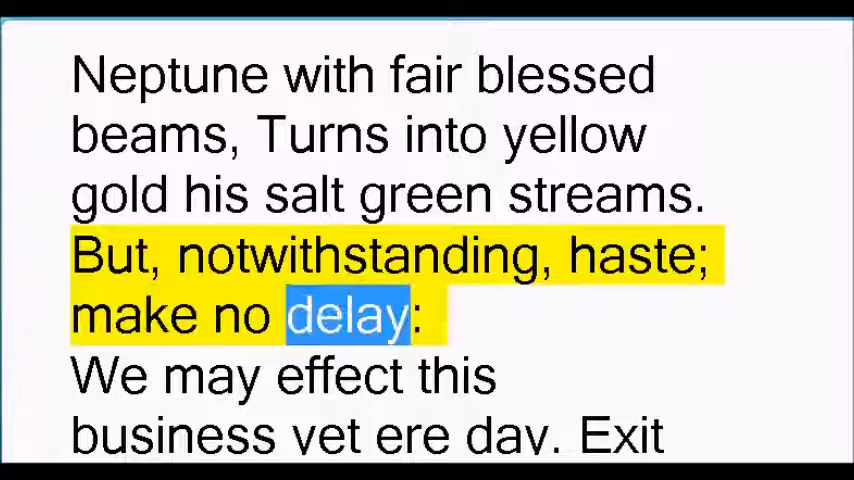 Neptune with fair blessed
beams, Turns into yellow
gold his salt green streams.
But, notwithstanding, haste;
make no delay:
We may effect this
business yet ere day. Exit